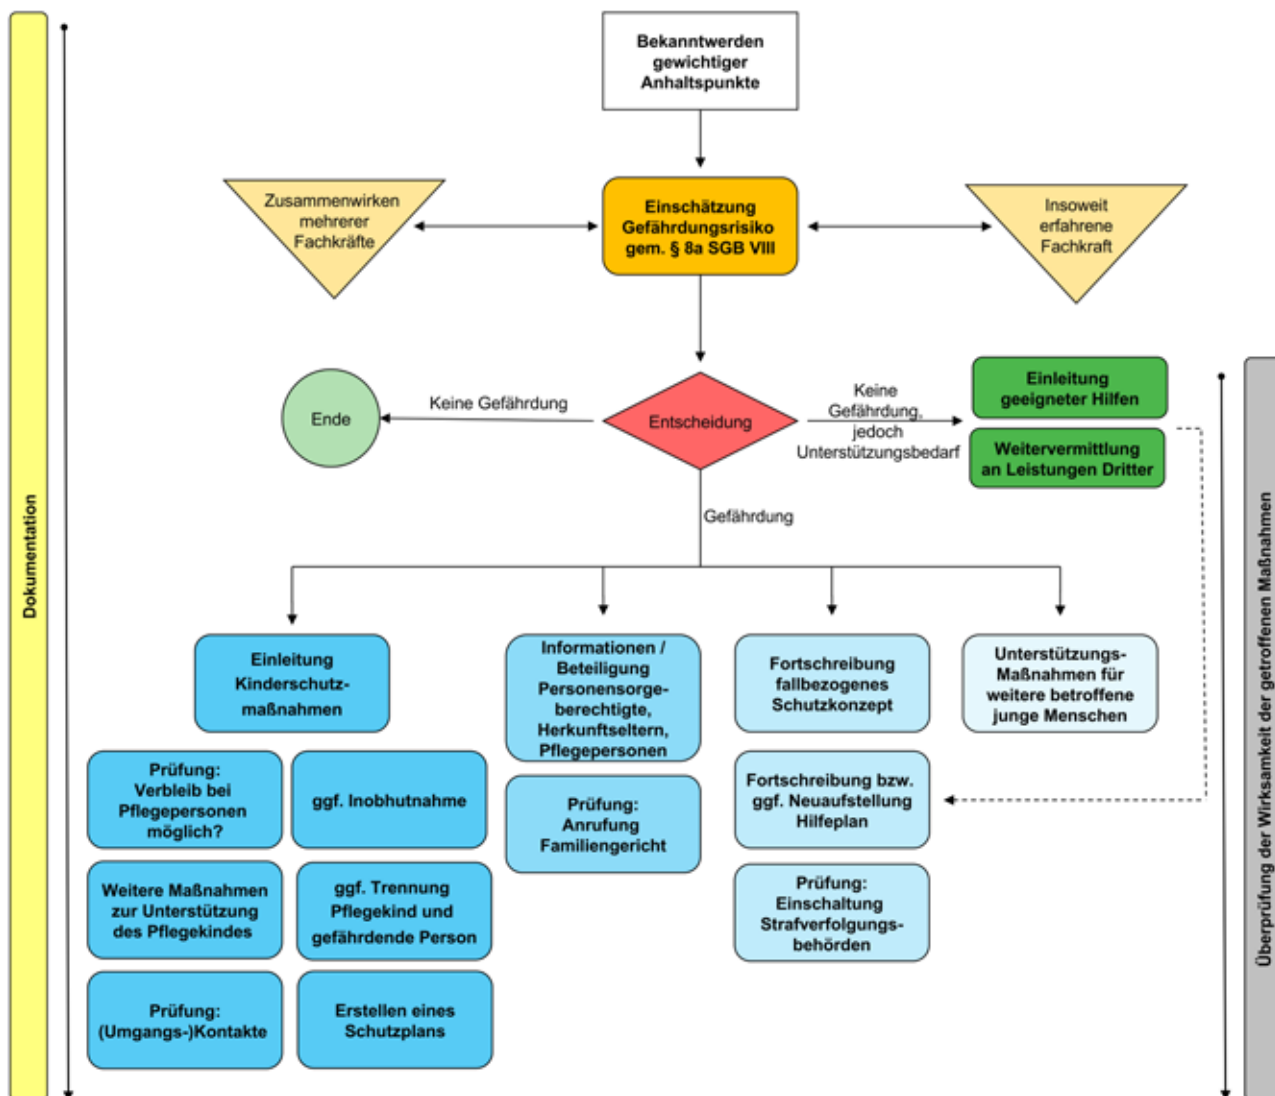 Bekanntwerden
gewichtiger
Anhaltspunkte
Zusammenwirken
mehrerer
Fachkräfte
Einschätzung
Gefährdungsrisiko
gem. § 8a SGB VIII
Insoweit
erfahrene
Fachkraft
Ende
Keine Gefährdung
Entscheidung
Keine
Gefährdung,
jedoch
Unterstützungsbedarf
Einleitung
geeigneter Hilfen
Weitervermittlung
an Leistungen Dritter
Gefährdung
Dokumentation
Überprüfung der Wirksamkeit der getroffenen Maßnahmen
Einleitung
Kinderschutz-
maßnahmen
Informationen /
Beteiligung
Personensorge-
berechtigte,
Herkunftseltern,
Pflegepersonen
Fortschreibung
fallbezogenes
Schutzkonzept
Unterstützungs-
Maßnahmen für
weitere betroffene
junge Menschen
Prüfung:
Verbleib bei
Pflegepersonen
möglich?
ggf. Inobhutnahme
Prüfung:
Anrufung
Familiengericht
Fortschreibung bzw.
ggf. Neuaufstellung
Hilfeplan
Weitere Maßnahmen
zur Unterstützung
des Pflegekindes
ggf. Trennung
Pflegekind und
gefährdende Person
Prüfung:
Einschaltung
Strafverfolgungs-
behörden
Prüfung:
(Umgangs-)Kontakte
Erstellen eines
Schutzplans